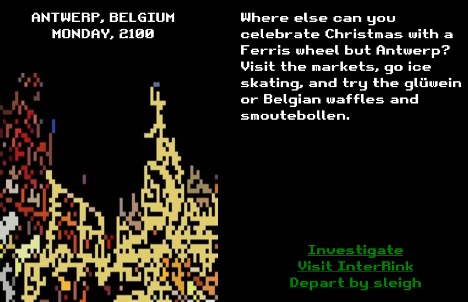 ANTWERP, BELGIUM
MONDAY, 2100
Where else can you
celebrate Christmas with a
Ferris wheel but Antwerp?
Visit the markets, go ice
skating, and try the glüwein
or Belgian waffles and
smoutebollen.
Investigate
Visit InterRink
Depart by sleigh